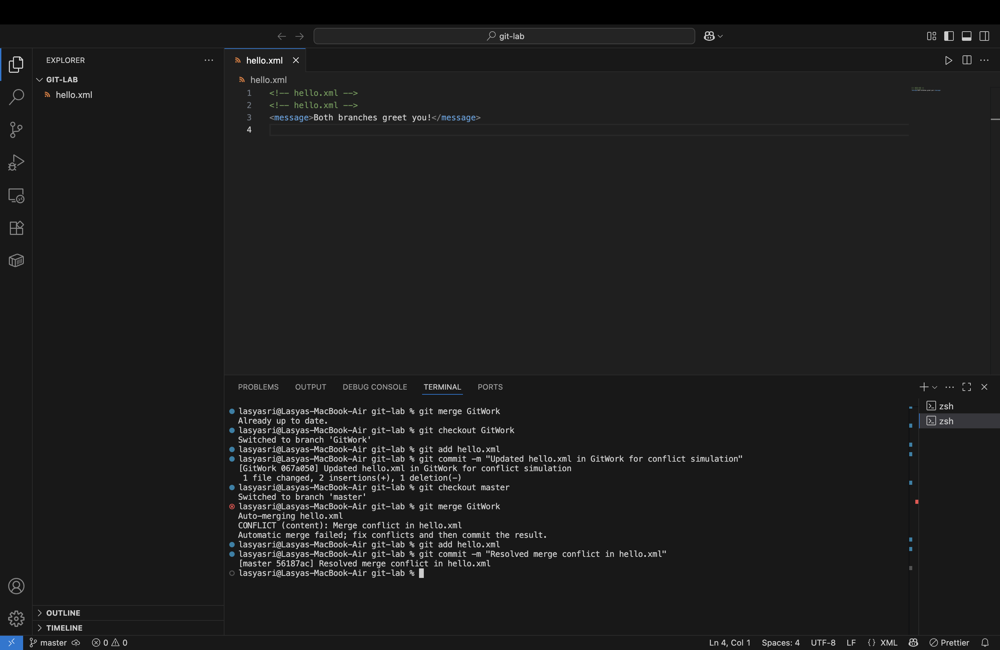 git-lab
EXPLORER
GIT-LAB
hello.xml
hello.xml
hello.xml
1 <!-- hello.xml -->
2 <!-- hello.xml -->
3 <message>Both branches greet you!</message>
4
PROBLEMS OUTPUT DEBUG CONSOLE TERMINAL PORTS
lasyasri@Lasyas-MacBook-Air git-lab % git merge GitWork
Already up to date.
lasyasri@Lasyas-MacBook-Air git-lab % git checkout GitWork
Switched to branch 'GitWork'
lasyasri@Lasyas-MacBook-Air git-lab % git add hello.xml
lasyasri@Lasyas-MacBook-Air git-lab % git commit -m "Updated hello.xml in GitWork for conflict simulation"
[GitWork 067a050] Updated hello.xml in GitWork for conflict simulation
1 file changed, 2 insertions(+), 1 deletion(-)
lasyasri@Lasyas-MacBook-Air git-lab % git checkout master
Switched to branch 'master'
lasyasri@Lasyas-MacBook-Air git-lab % git merge GitWork
Auto-merging hello.xml
CONFLICT (content): Merge conflict in hello.xml
Automatic merge failed; fix conflicts and then commit the result.
lasyasri@Lasyas-MacBook-Air git-lab % git add hello.xml
lasyasri@Lasyas-MacBook-Air git-lab % git commit -m "Resolved merge conflict in hello.xml"
[master 56187ac] Resolved merge conflict in hello.xml
lasyasri@Lasyas-MacBook-Air git-lab %
zsh
zsh
OUTLINE
TIMELINE
master 0 0 Ln 4, Col 1 Spaces: 4 UTF-8 LF {} XML Prettier